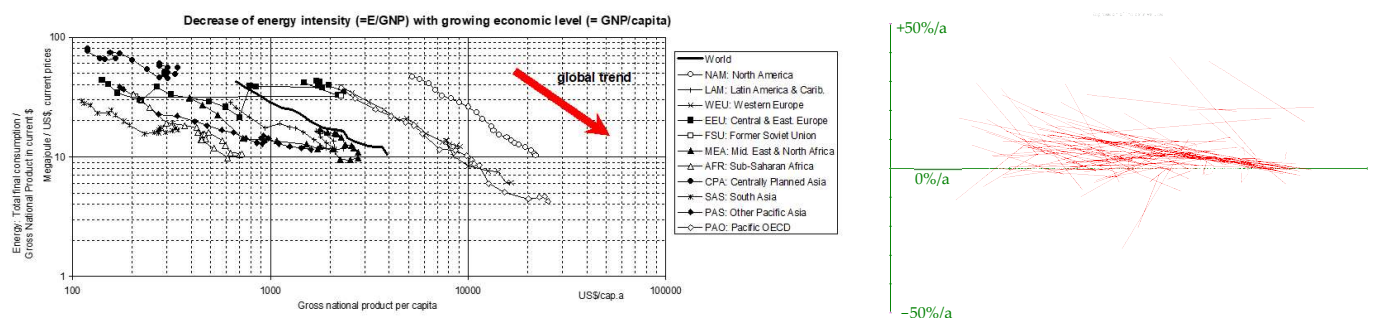 Decrease of energy intensity (=E/GNP) with growing economic level (= GNP/capita)
Energy: Total final consumption /
Gross National Product in current $
Megajoule / US$, current prices
100
10
1
100
1000
10000
100000
Gross national product per capita
US$/cap.a
global trend
World
NAM: North America
LAM: Latin America & Carib.
WEU: Western Europe
EEU: Central & East. Europe
FSU: Former Soviet Union
MEA: Mid. East & North Africa
AFR: Sub-Saharan Africa
CPA: Centrally Planned Asia
SAS: South Asia
PAS: Other Pacific Asia
PAO: Pacific OECD
+50%/a
0%/a
−50%/a